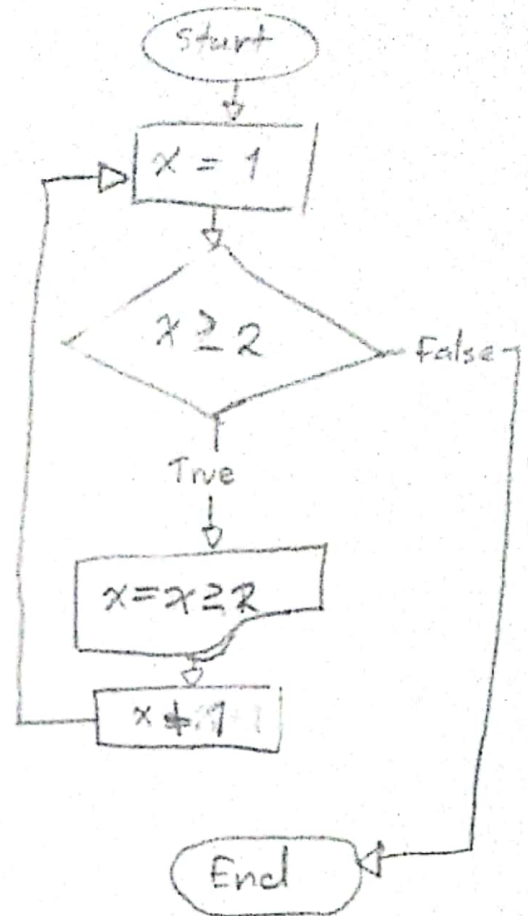 Start
x = 1
x ≥ 2
False
True
x = x ≥ 2
End